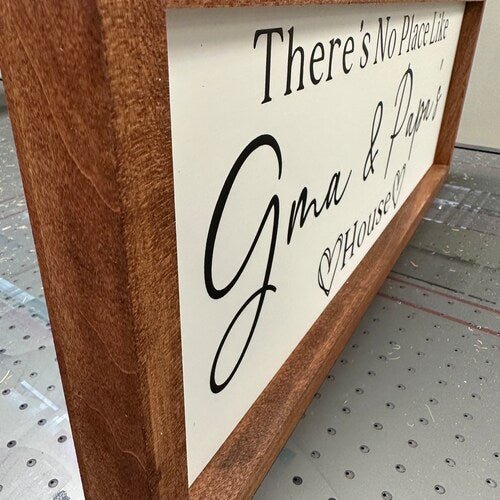 There's No Place Like
Gma & Papa's
♡House♡